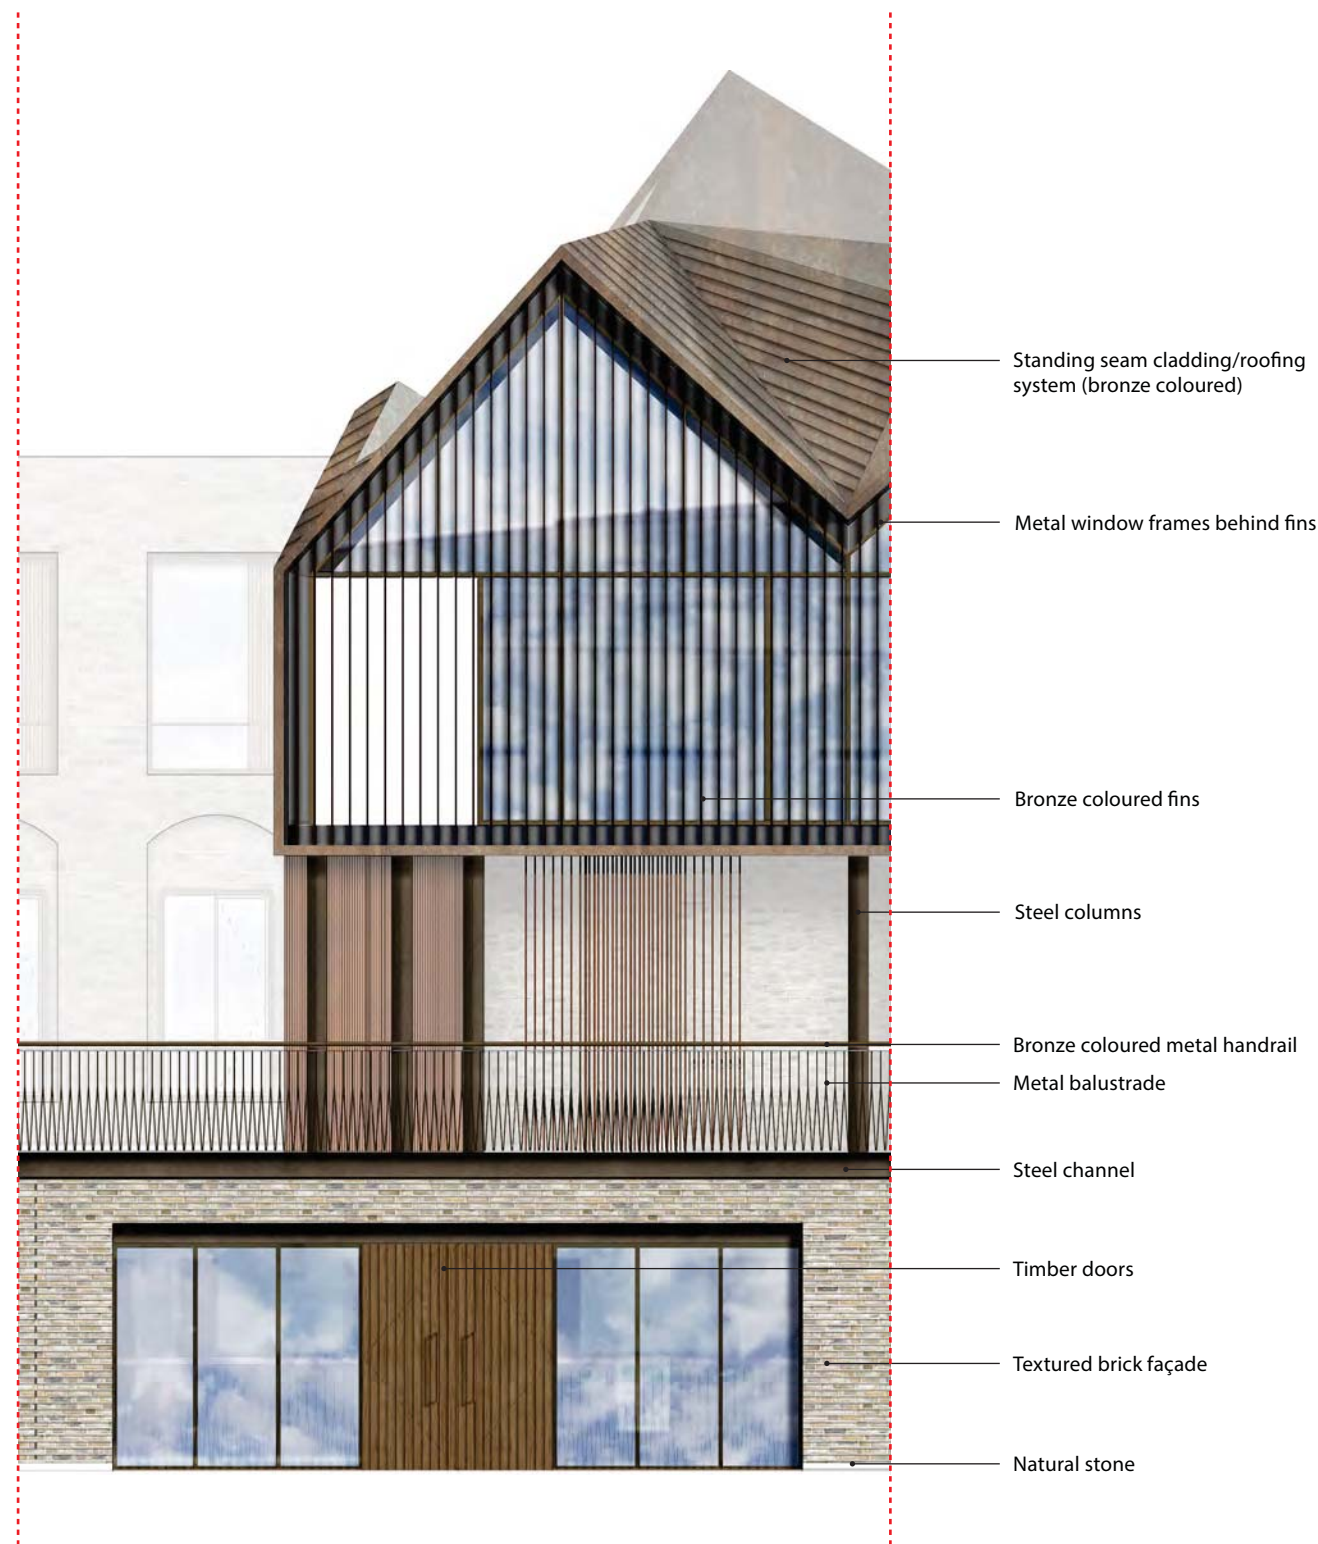 Standing seam cladding/roofing
system (bronze coloured)
Metal window frames behind fins
Bronze coloured fins
Steel columns
Bronze coloured metal handrail
Metal balustrade
Steel channel
Timber doors
Textured brick façade
Natural stone